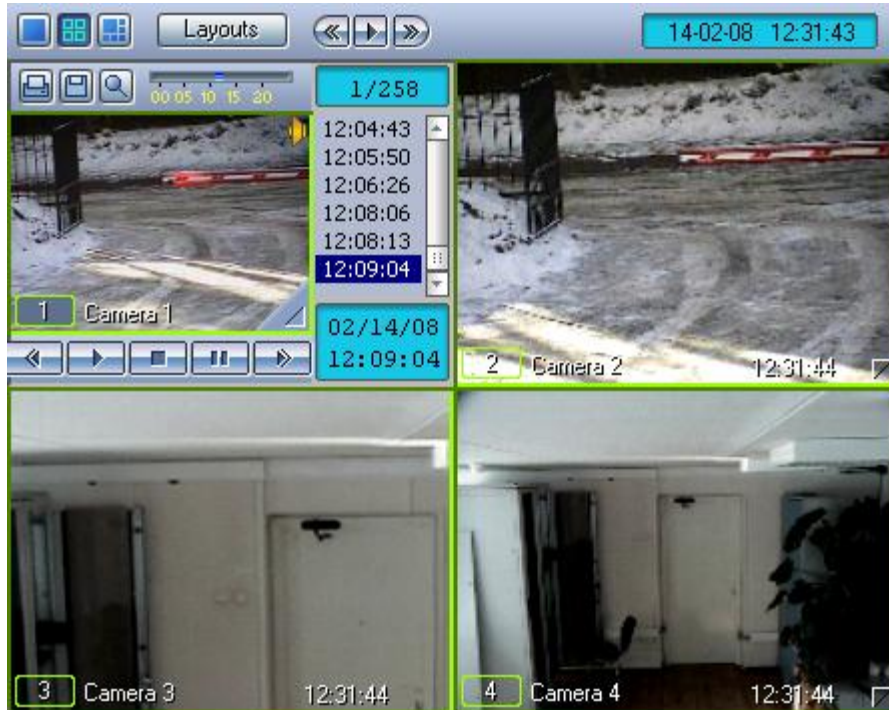 Layouts
14-02-08 12:31:43
00 05 10 15 20
1/258
12:04:43
12:05:50
12:06:26
12:08:06
12:08:13
12:09:04
1 Camera 1
02/14/08
12:09:04
2 Camera 2 12:31:44
3 Camera 3 12:31:44
4 Camera 4 12:31:44